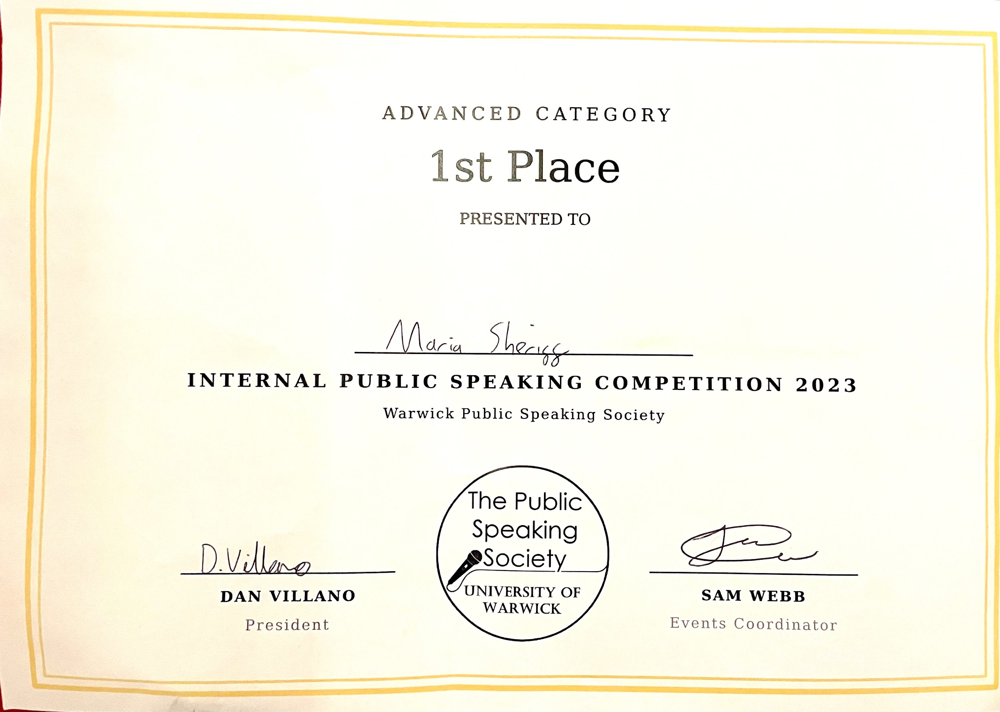 ADVANCED CATEGORY
1st Place
PRESENTED TO
Maria Sheriff
INTERNAL PUBLIC SPEAKING COMPETITION 2023
Warwick Public Speaking Society
D. Villano
DAN VILLANO
President
The Public
Speaking
Society
UNIVERSITY OF
WARWICK
SAM WEBB
Events Coordinator